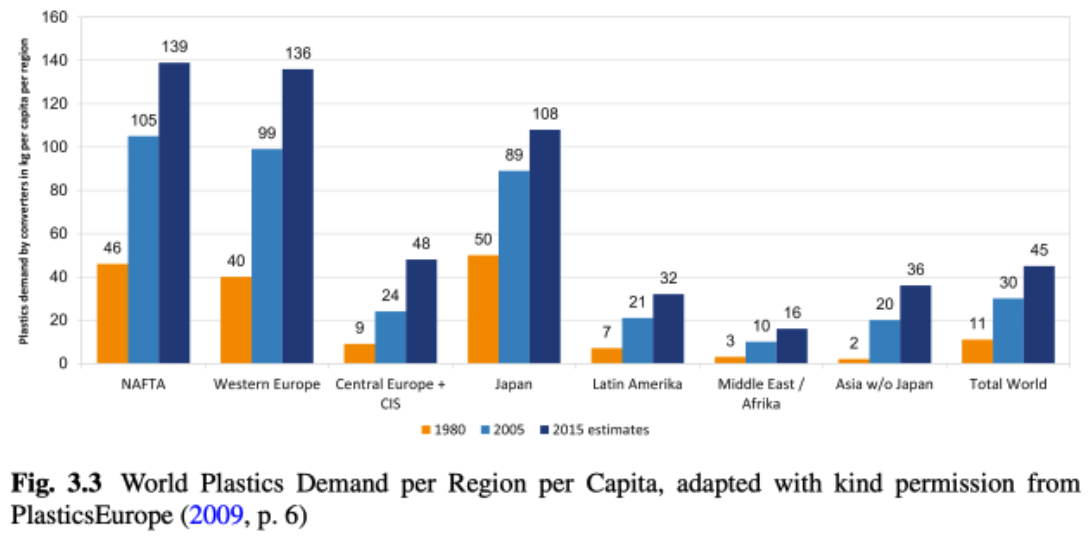 Plastics demand by converters in kg per capita per region
160
140
120
100
80
60
40
20
0
46 105 139
40 99 136
9 24 48
50 89 108
7 21 32
3 10 16
2 20 36
11 30 45
NAFTA
Western Europe
Central Europe +
CIS
Japan
Latin Amerika
Middle East /
Afrika
Asia w/o Japan
Total World
1980 2005 2015 estimates
Fig. 3.3 World Plastics Demand per Region per Capita, adapted with kind permission from
PlasticsEurope (2009, p. 6)